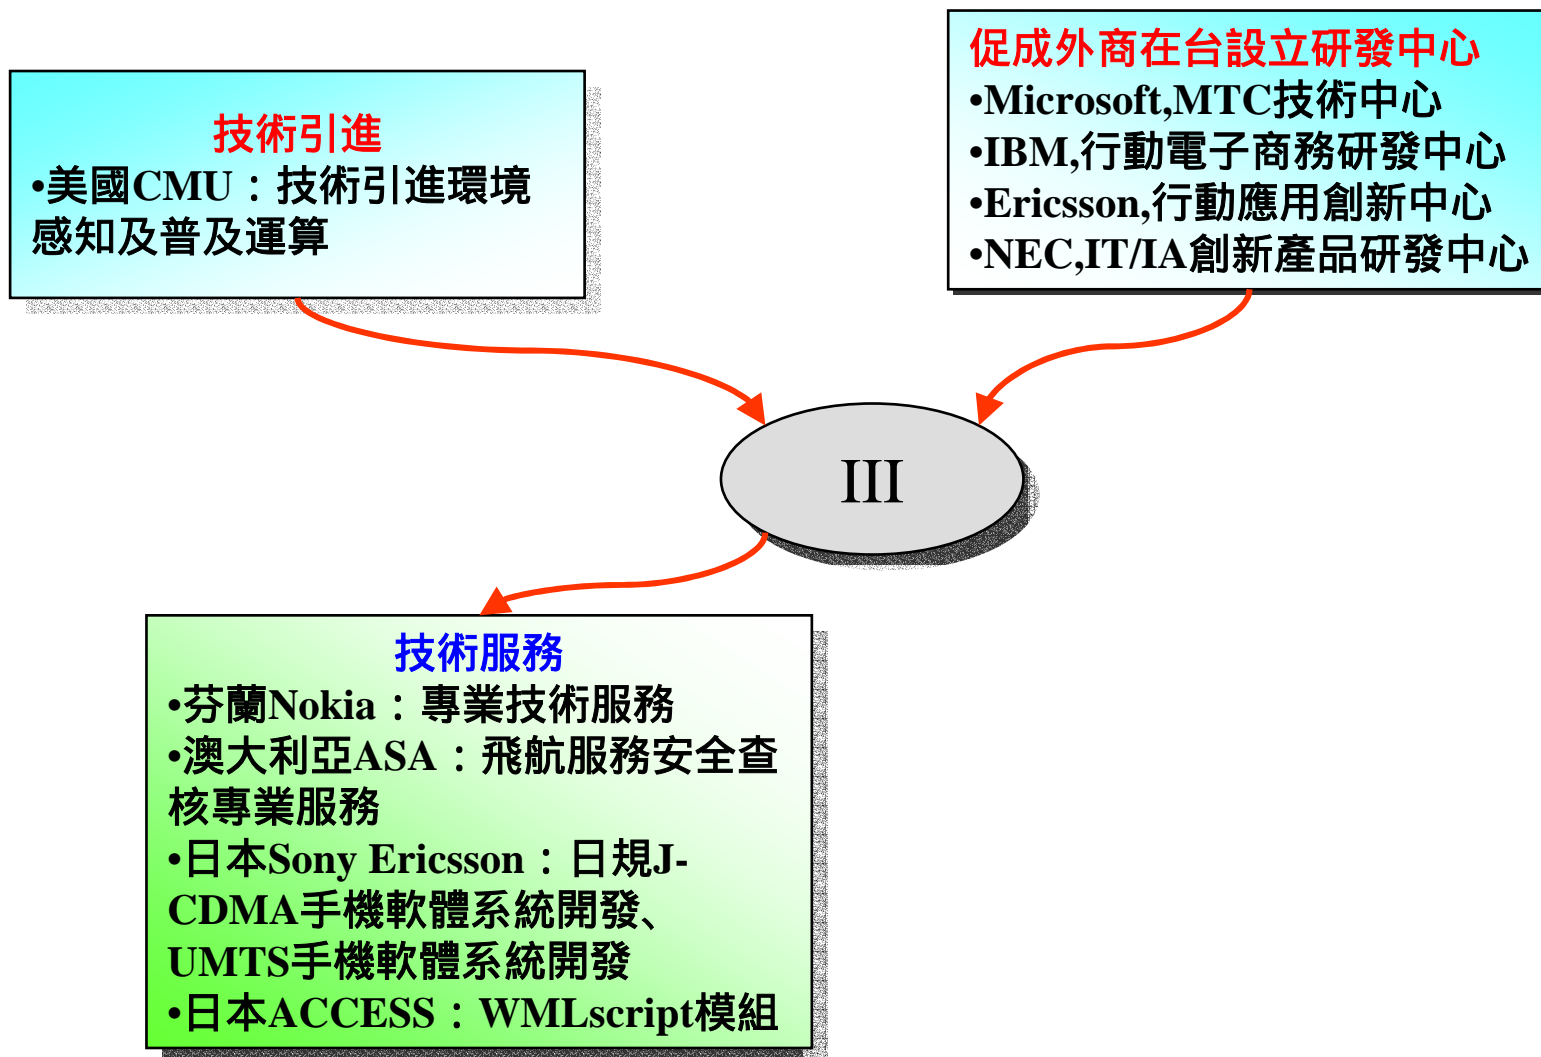 技術引進
•美國CMU：技術引進環境
感知及普及運算
促成外商在台設立研發中心
•Microsoft,MTC技術中心
•IBM,行動電子商務研發中心
•Ericsson,行動應用創新中心
•NEC,IT/IA創新產品研發中心
III
技術服務
•芬蘭Nokia：專業技術服務
•澳大利亞ASA：飛航服務安全查
核專業服務
•日本Sony Ericsson：日規J-
CDMA手機軟體系統開發、
UMTS手機軟體系統開發
•日本ACCESS：WMLscript模組